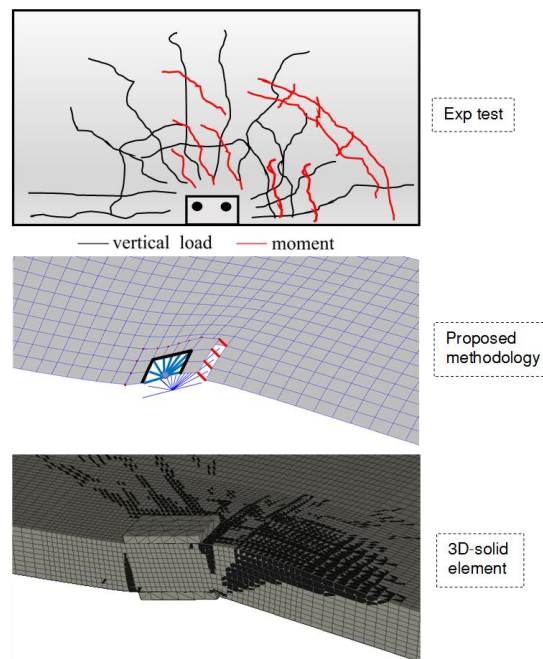 Exp test
vertical load
moment
Proposed
methodology
3D-solid
element